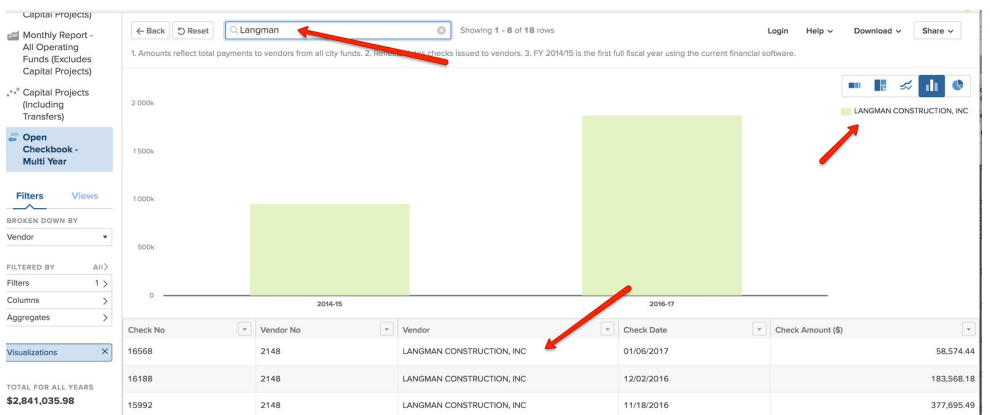 Capital Projects)
Monthly Report -
All Operating
Funds (Excludes
Capital Projects)
Capital Projects
(Including
Transfers)
Open
Checkbook -
Multi Year
Filters Views
BROKEN DOWN BY
Vendor
FILTERED BY All
Filters 1
Columns
Aggregates
Visualizations
TOTAL FOR ALL YEARS
$2,841,035.98
Back Reset Langman Showing 1 - 8 of 18 rows Login Help Download Share
1. Amounts reflect total payments to vendors from all city funds. 2. checks issued to vendors. 3. FY 2014/15 is the first full fiscal year using the current financial software.
LANGMAN CONSTRUCTION, INC
2 000k
1 500k
1 000k
500k
0
2014-15 2016-17
Check No Vendor No Vendor Check Date Check Amount ($)
16568 2148 LANGMAN CONSTRUCTION, INC 01/06/2017 58,574.44
16188 2148 LANGMAN CONSTRUCTION, INC 12/02/2016 183,568.18
15992 2148 LANGMAN CONSTRUCTION, INC 11/18/2016 377,695.49